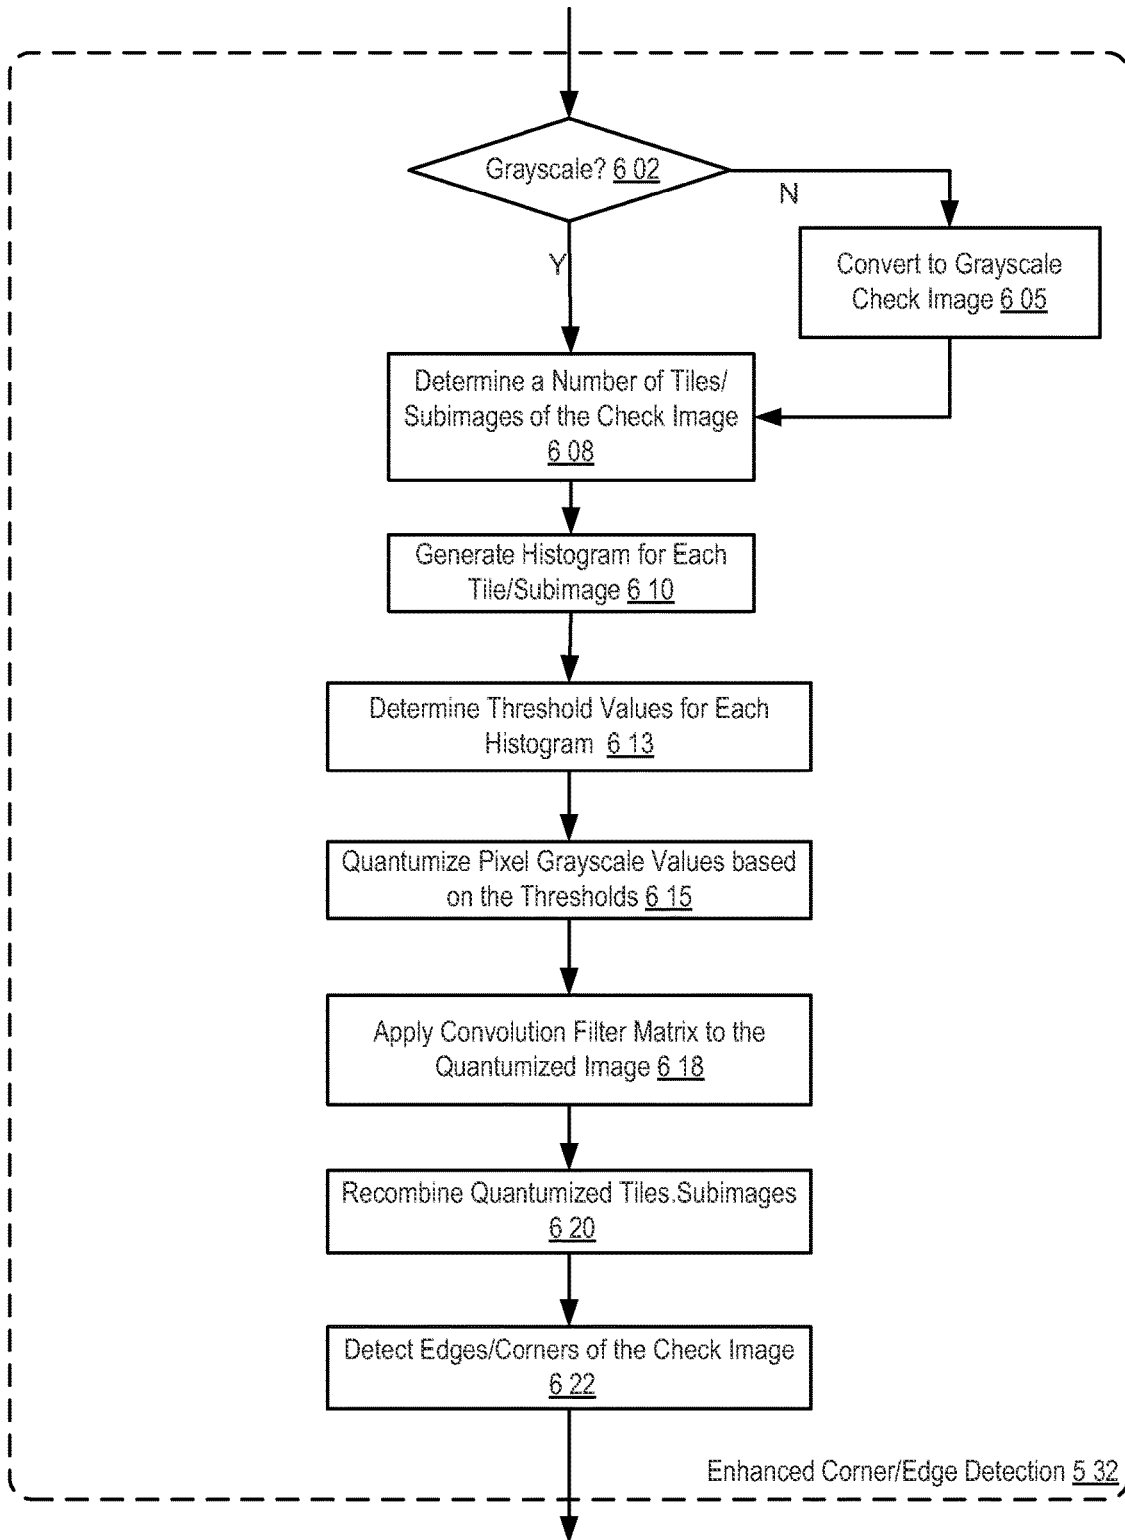 Grayscale? 6 02
N
Y
Convert to Grayscale
Check Image 6 05
Determine a Number of Tiles/
Subimages of the Check Image
6 08
Generate Histogram for Each
Tile/Subimage 6 10
Determine Threshold Values for Each
Histogram 6 13
Quantumize Pixel Grayscale Values based
on the Thresholds 6 15
Apply Convolution Filter Matrix to the
Quantumized Image 6 18
Recombine Quantumized Tiles.Subimages
6 20
Detect Edges/Corners of the Check Image
6 22
Enhanced Corner/Edge Detection 5 32